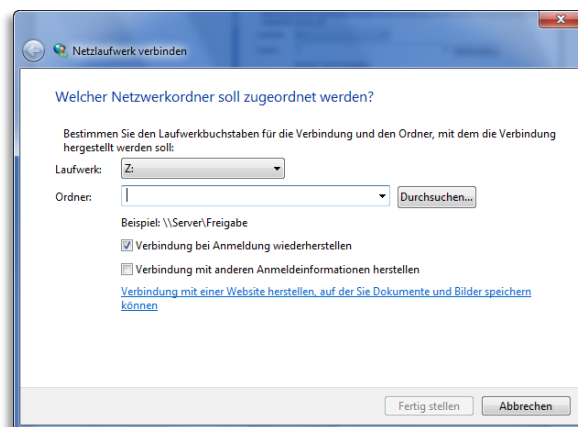 Netzlaufwerk verbinden
Welcher Netzwerkordner soll zugeordnet werden?
Bestimmen Sie den Laufwerkbuchstaben für die Verbindung und den Ordner, mit dem die Verbindung
hergestellt werden soll:
Laufwerk: Z:
Ordner: Durchsuchen...
Beispiel: \\Server\Freigabe
Verbindung bei Anmeldung wiederherstellen
Verbindung mit anderen Anmeldeinformationen herstellen
Verbindung mit einer Website herstellen, auf der Sie Dokumente und Bilder speichern
können
Fertig stellen Abbrechen